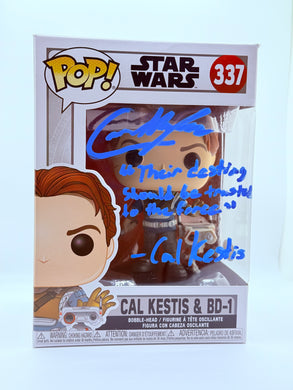 POP!
STAR WARS
337
"Their destiny
should be trusted
to the force"
- Cal Kestis
CAL KESTIS & BD-1
BOBBLE-HEAD / FIGURINE À TÊTE OSCILLANTE
FIGURA CON CABEZA OSCILANTE